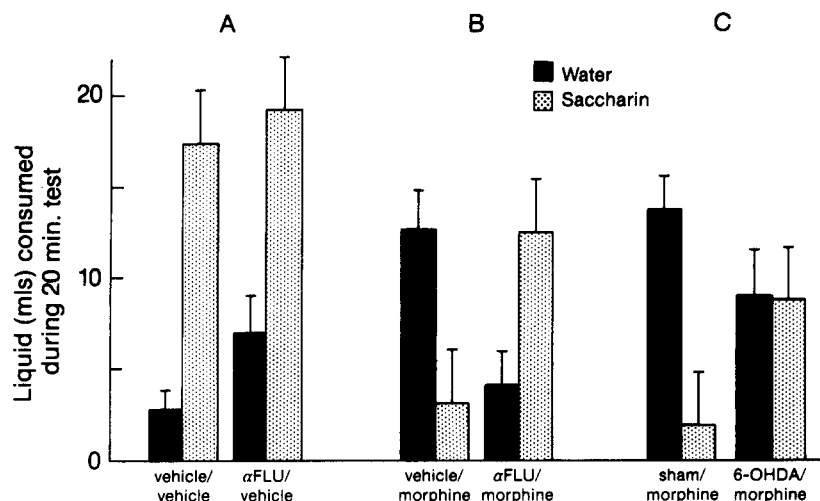 A
B
C
Water
Saccharin
Liquid (mls) consumed
during 20 min. test
20
10
0
vehicle/
vehicle
αFLU/
vehicle
vehicle/
morphine
αFLU/
morphine
sham/
morphine
6-OHDA/
morphine